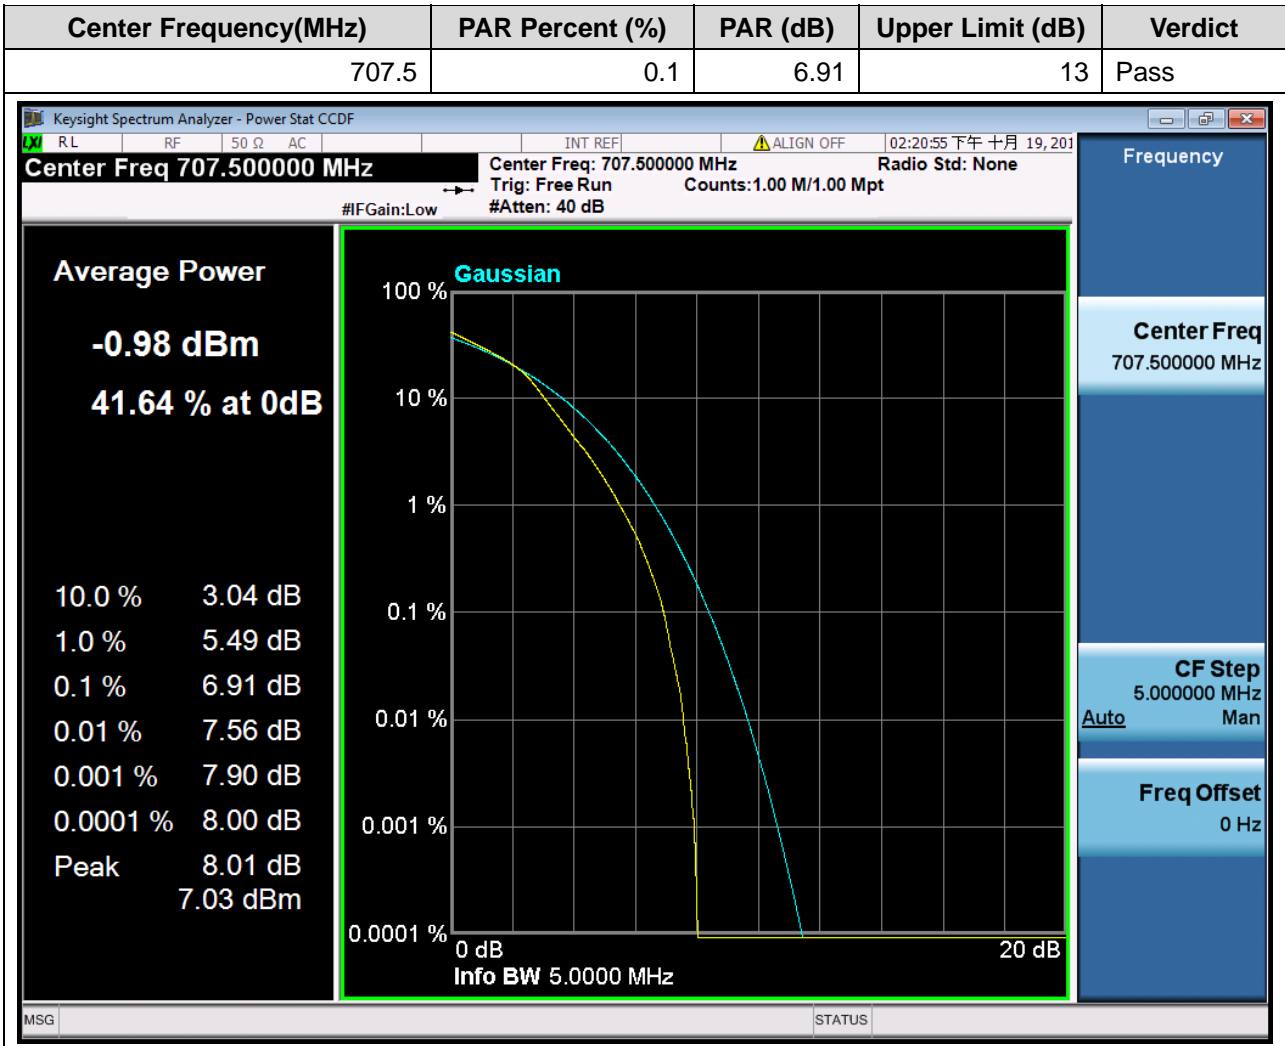 Center Frequency(MHz) PAR Percent (%) PAR (dB) Upper Limit (dB) Verdict
707.5 0.1 6.91 13 Pass
Keysight Spectrum Analyzer - Power Stat CCDF
LXI RL RF 50 Ω AC INT REF ALIGN OFF 02:20:55 下午 十月 19, 201
Center Freq 707.500000 MHz
Center Freq: 707.500000 MHz Radio Std: None
Trig: Free Run Counts:1.00 M/1.00 Mpt
#IFGain:Low #Atten: 40 dB
Average Power
-0.98 dBm
41.64 % at 0dB
10.0 % 3.04 dB
1.0 % 5.49 dB
0.1 % 6.91 dB
0.01 % 7.56 dB
0.001 % 7.90 dB
0.0001 % 8.00 dB
Peak 8.01 dB
7.03 dBm
Gaussian
100 %
10 %
1 %
0.1 %
0.01 %
0.001 %
0.0001 %
0 dB 20 dB
Info BW 5.0000 MHz
Frequency
Center Freq
707.500000 MHz
CF Step
5.000000 MHz
Auto Man
Freq Offset
0 Hz
MSG STATUS